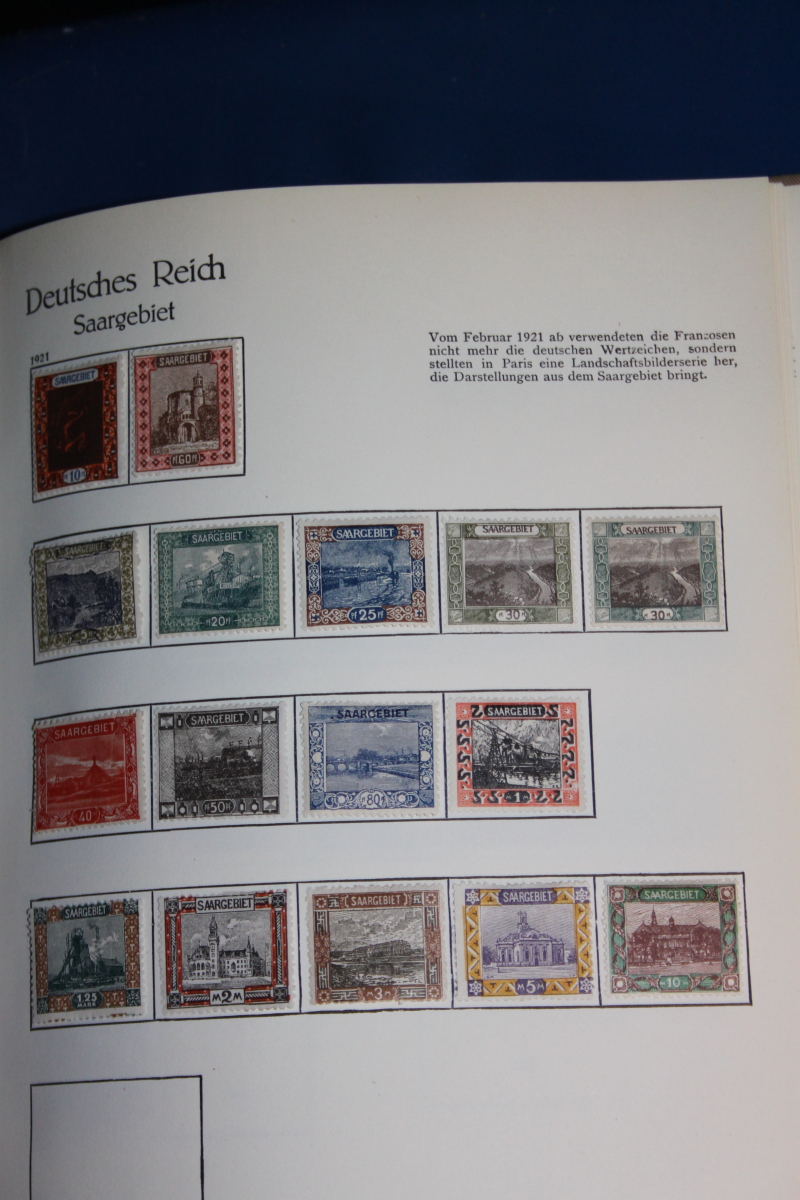 Deutsches Reich
Saargebiet
1921
Vom Februar 1921 ab verwendeten die Franzosen
nicht mehr die deutschen Wertzeichen, sondern
stellten in Paris eine Landschaftsbilderserie her,
die Darstellungen aus dem Saargebiet bringt.
SAARGEBIET
10
SAARGEBIET
60
SAARGEBIET
SAARGEBIET
20
SAARGEBIET
25
SAARGEBIET
30
SAARGEBIET
30
SAARGEBIET
40
SAARGEBIET
50
SAARGEBIET
80
SAARGEBIET
M 1 M
SAARGEBIET
1,25
MARK
SAARGEBIET
M 2 M
SAARGEBIET
3
SAARGEBIET
M 5 M
SAARGEBIET
10